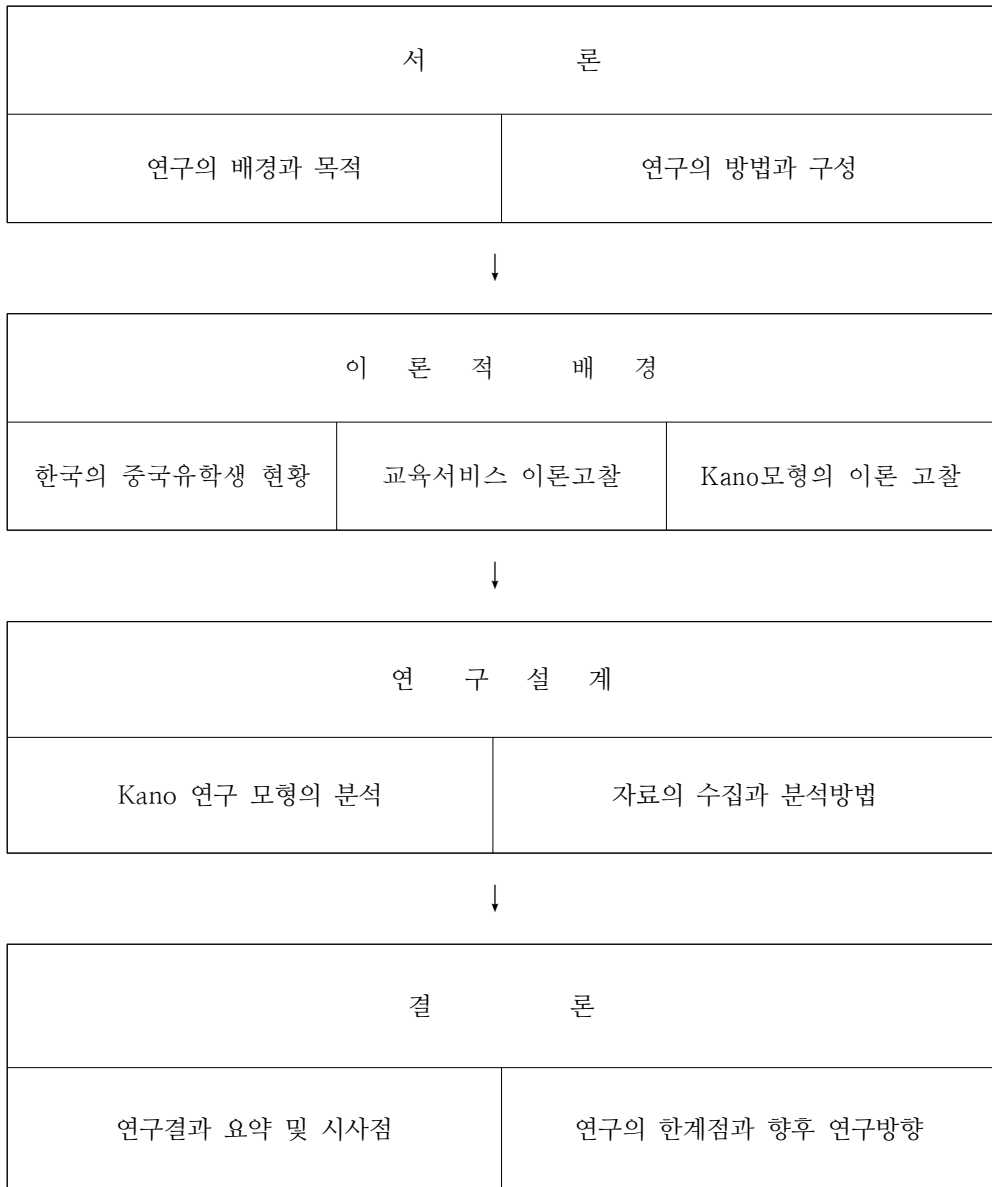 서 론
연구의 배경과 목적 연구의 방법과 구성
↓
이 론 적 배 경
한국의 중국유학생 현황 교육서비스 이론고찰 Kano모형의 이론 고찰
↓
연 구 설 계
Kano 연구 모형의 분석 자료의 수집과 분석방법
↓
결 론
연구결과 요약 및 시사점 연구의 한계점과 향후 연구방향